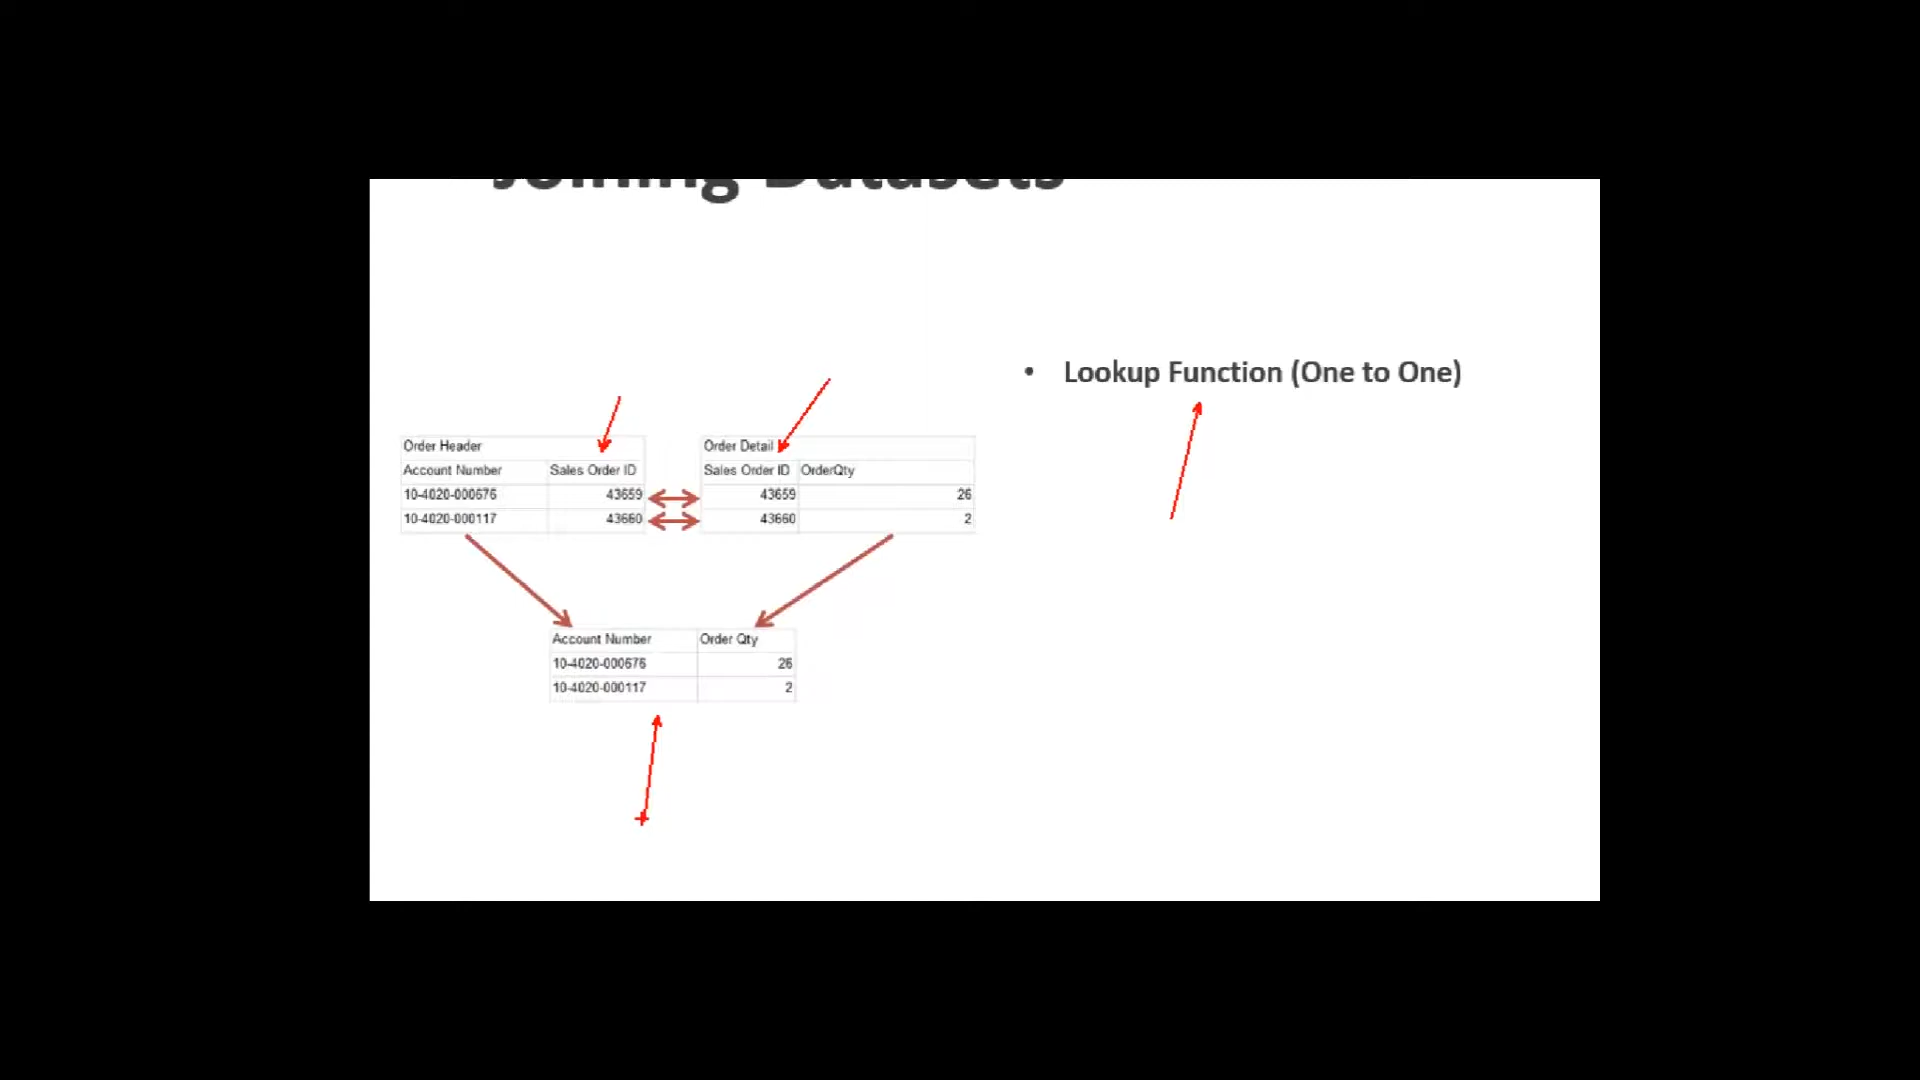 Joining Datasets
• Lookup Function (One to One)
Order Header
Account Number Sales Order ID
10-4020-000676 43659
10-4020-000117 43660
Order Detail
Sales Order ID OrderQty
43659 26
43660 2
Account Number Order Qty
10-4020-000676 26
10-4020-000117 2